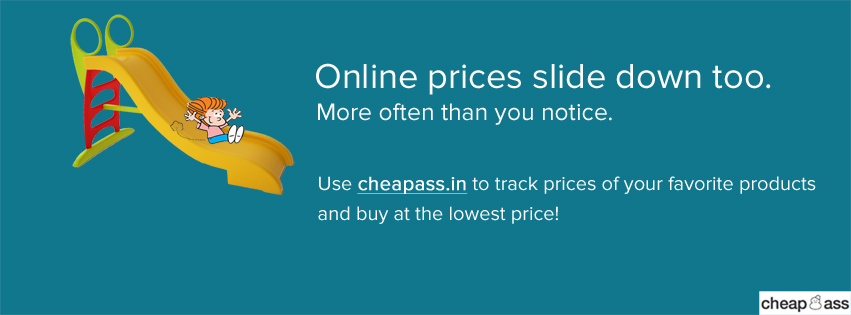 Online prices slide down too.
More often than you notice.
Use cheapass.in to track prices of your favorite products
and buy at the lowest price!
cheap ass